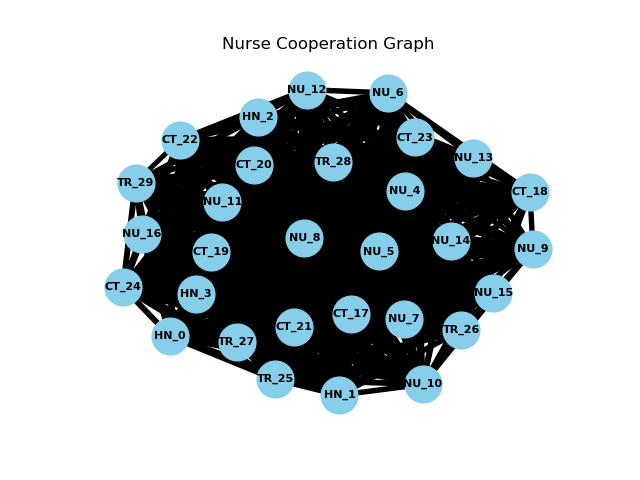 Nurse Cooperation Graph
NU_12
NU_6
HN_2
CT_23
CT_22
NU_13
TR_28
CT_20
TR_29
NU_4
CT_18
NU_11
NU_16
NU_8
NU_14
NU_9
CT_19
NU_5
CT_24
HN_3
NU_15
CT_17
NU_7
CT_21
TR_26
HN_0
TR_27
TR_25
NU_10
HN_1